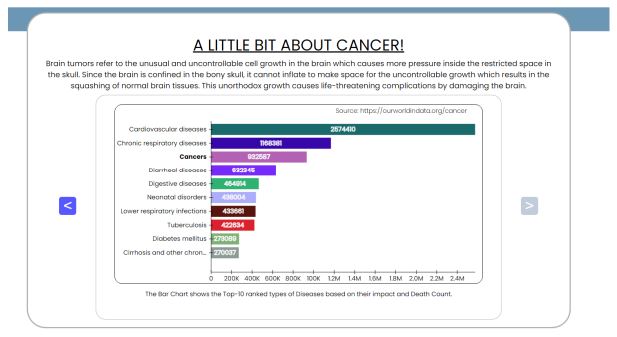 A LITTLE BIT ABOUT CANCER!
Brain tumors refer to the unusual and uncontrollable cell growth in the brain which causes more pressure inside the restricted space in
the skull. Since the brain is confined in the bony skull, it cannot inflate to make space for the uncontrollable growth which results in the
squashing of normal brain tissues. This unorthodox growth causes life-threatening complications by damaging the brain.
Source: https://ourworldindata.org/cancer
Cardiovascular diseases 2574410
Chronic respiratory diseases 1168381
Cancers 932687
Diarrheal diseases 632345
Digestive diseases 464914
Neonatal disorders 438004
Lower respiratory infections 433661
Tuberculosis 422634
Diabetes mellitus 273089
Cirrhosis and other chron... 270037
0 200K 400K 600K 800K 1M 1.2M 1.4M 1.6M 1.8M 2.0M 2.2M 2.4M
< >
The Bar Chart shows the Top-10 ranked types of Diseases based on their impact and Death Count.